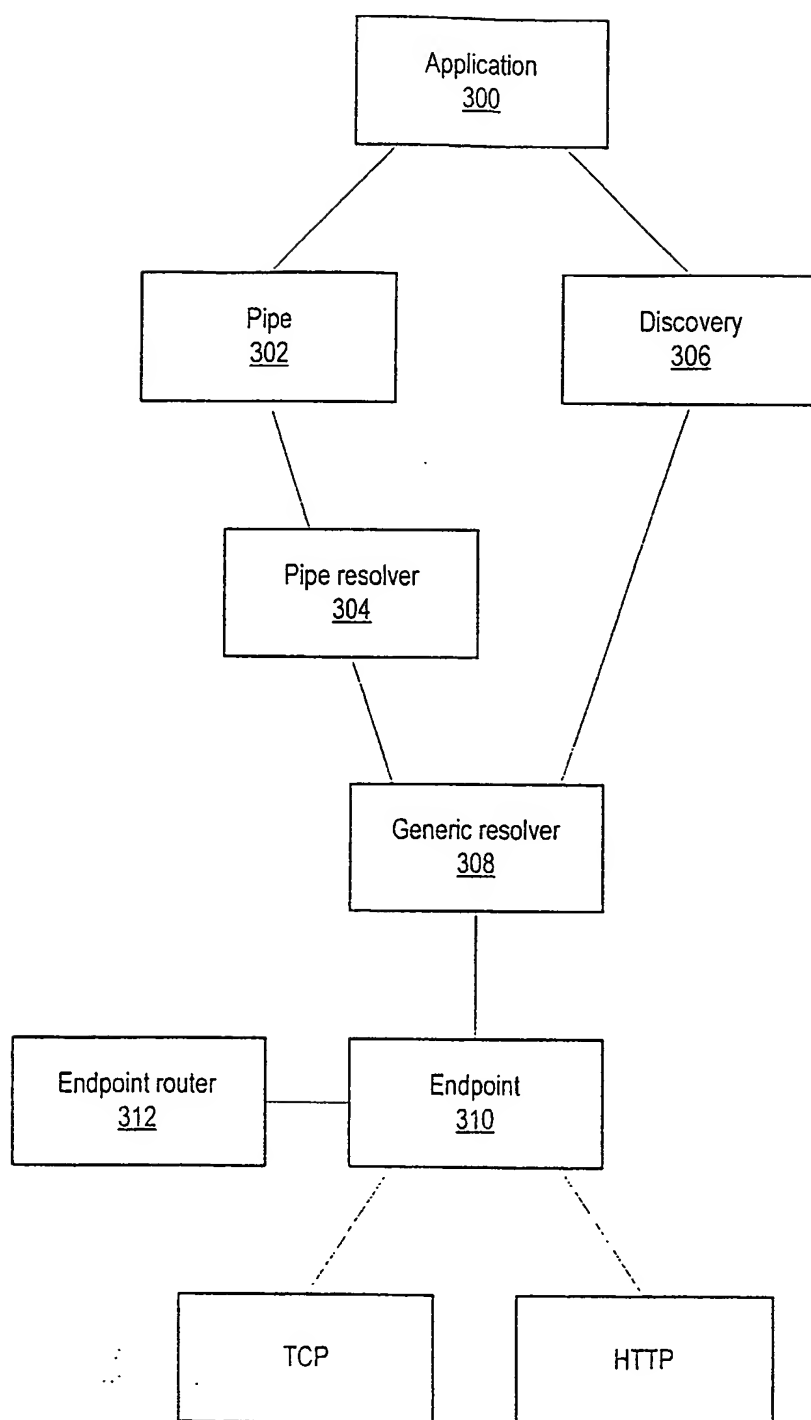 Application
300
Pipe
302
Discovery
306
Pipe resolver
304
Generic resolver
308
Endpoint router
312
Endpoint
310
TCP
HTTP